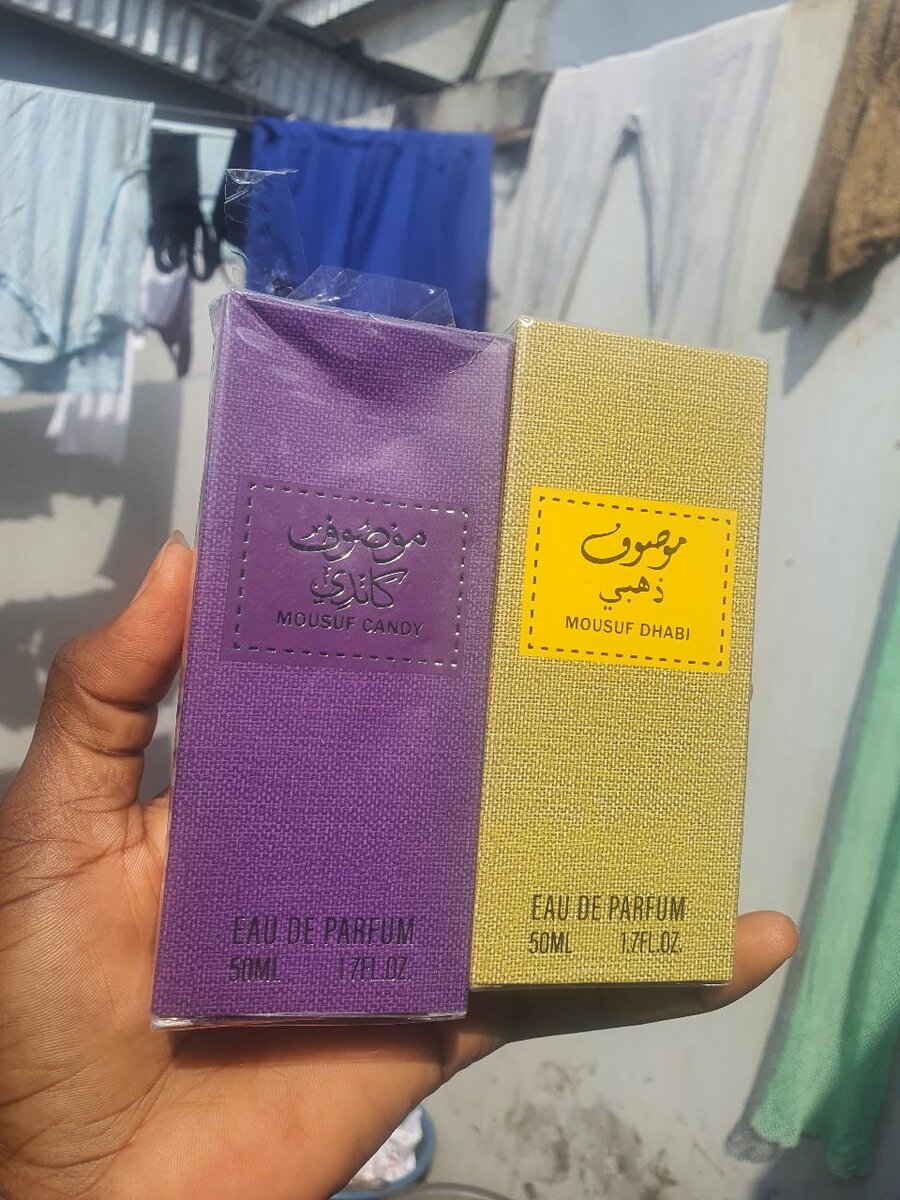 موصوف
كاندي
MOUSUF CANDY
EAU DE PARFUM
50ML 1.7FL.OZ.
موصوف
ذهبي
MOUSUF DHABI
EAU DE PARFUM
50ML 1.7FL.OZ.